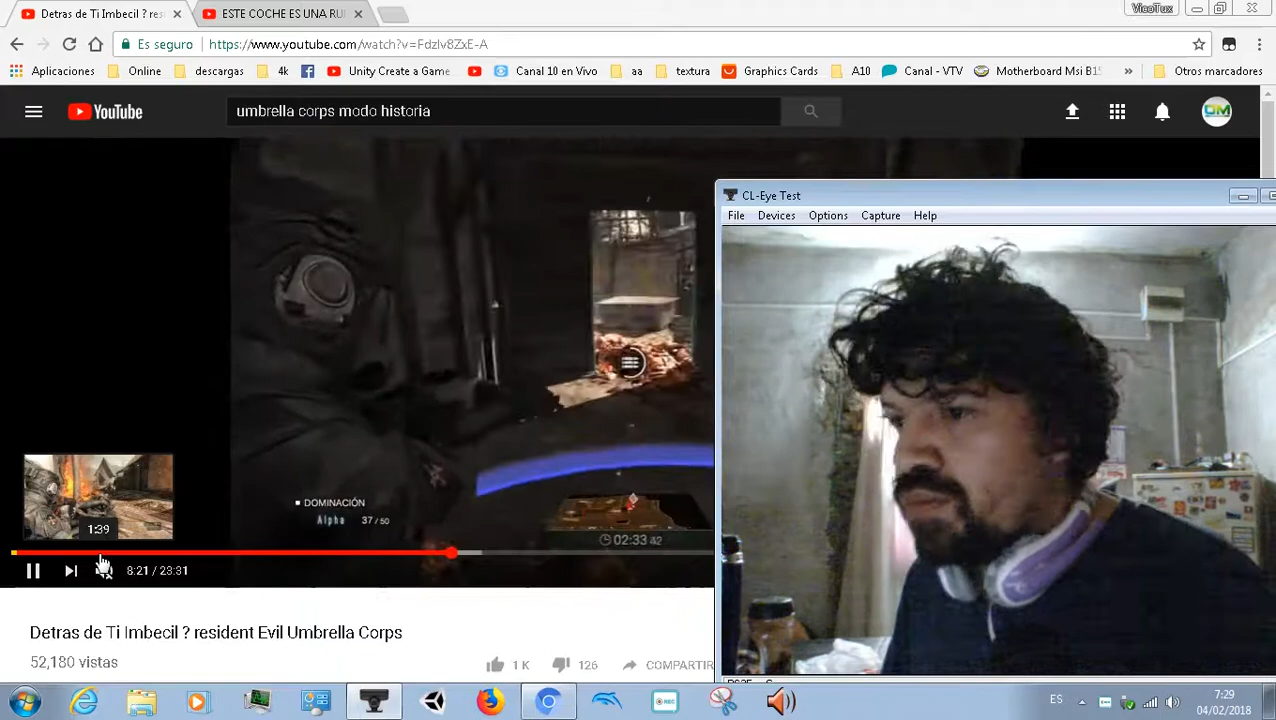 Detras de Ti Imbecil ? res
ESTE COCHE ES UNA RU
VicoTux
Es seguro
https://www.youtube.com/watch?v=Fdzlv8ZxE-A
Aplicaciones
Online
descargas
4k
Unity Create a Game
Canal 10 en Vivo
aa
textura
Graphics Cards
A10
Canal - VTV
Motherboard Msi B15
»
Otros marcadores
YouTube
umbrella corps modo historia
OM
CL-Eye Test
File Devices Options Capture Help
DOMINACIÓN
Alpha 37/50
02:33 42
1:39
8:21 / 23:31
Detras de Ti Imbecil ? resident Evil Umbrella Corps
52,180 vistas
1 K
126
COMPARTIR
REC
ES
7:29
04/02/2018